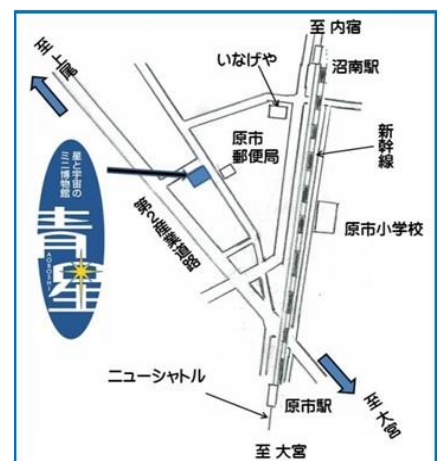 至 内宿
至 上尾
いなげや
沼南駅
新幹線
原市
郵便局
星と宇宙の
ミニ博物館
青星
AOBOSHI
第2産業道路
原市小学校
ニューシャトル
原市駅
至 大宮
至 大宮